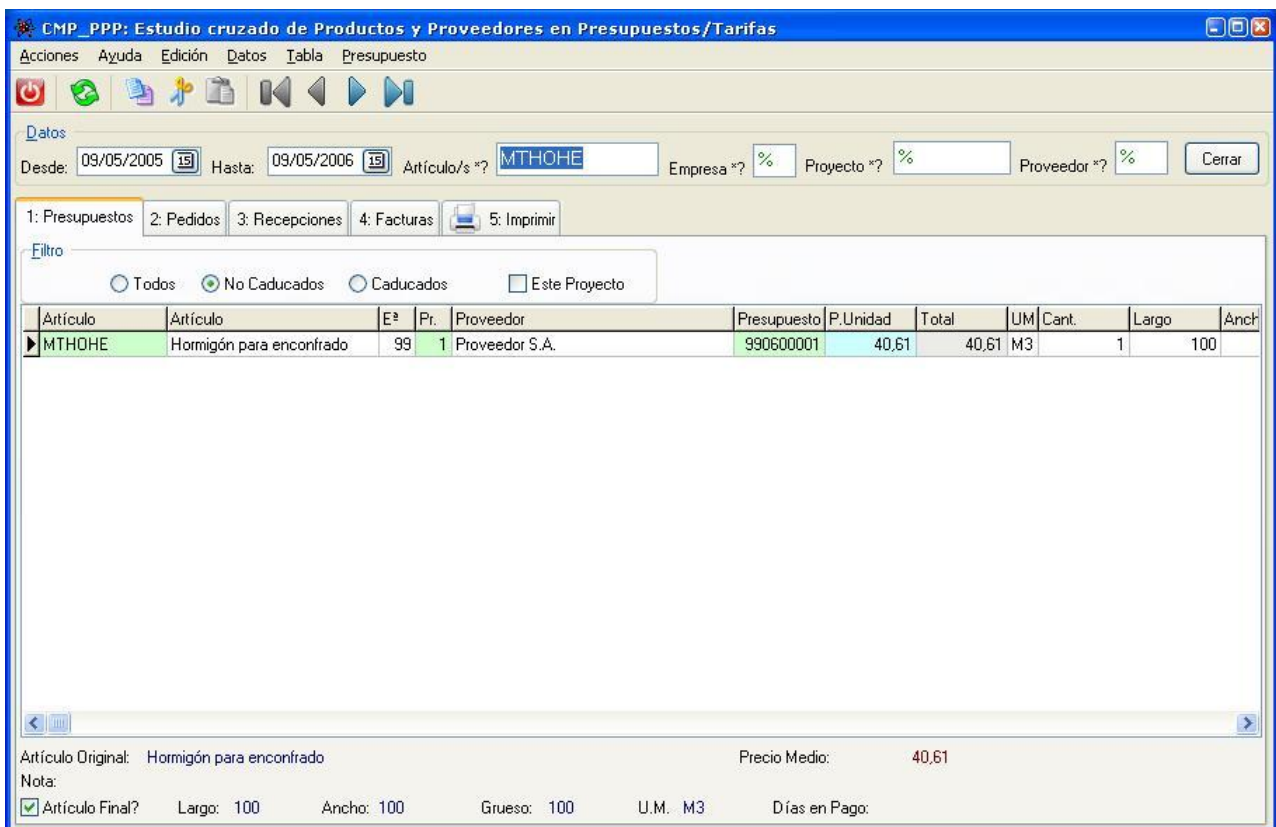 CMP_PPP: Estudio cruzado de Productos y Proveedores en Presupuestos/Tarifas
Acciones Ayuda Edición Datos Tabla Presupuesto
Datos
Desde: 09/05/2005 15 Hasta: 09/05/2006 15 Artículo/s *? MTHOHE Empresa *? % Proyecto *? % Proveedor *? % Cerrar
1: Presupuestos 2: Pedidos 3: Recepciones 4: Facturas 5: Imprimir
Filtro
Todos No Caducados Caducados Este Proyecto
Artículo Artículo Eª Pr. Proveedor Presupuesto P.Unidad Total UM Cant. Largo Anch
MTHOHE Hormigón para enconfrado 99 1 Proveedor S.A. 990600001 40,61 40,61 M3 1 100
Artículo Original: Hormigón para enconfrado Precio Medio: 40,61
Nota:
Artículo Final? Largo: 100 Ancho: 100 Grueso: 100 U.M. M3 Días en Pago: